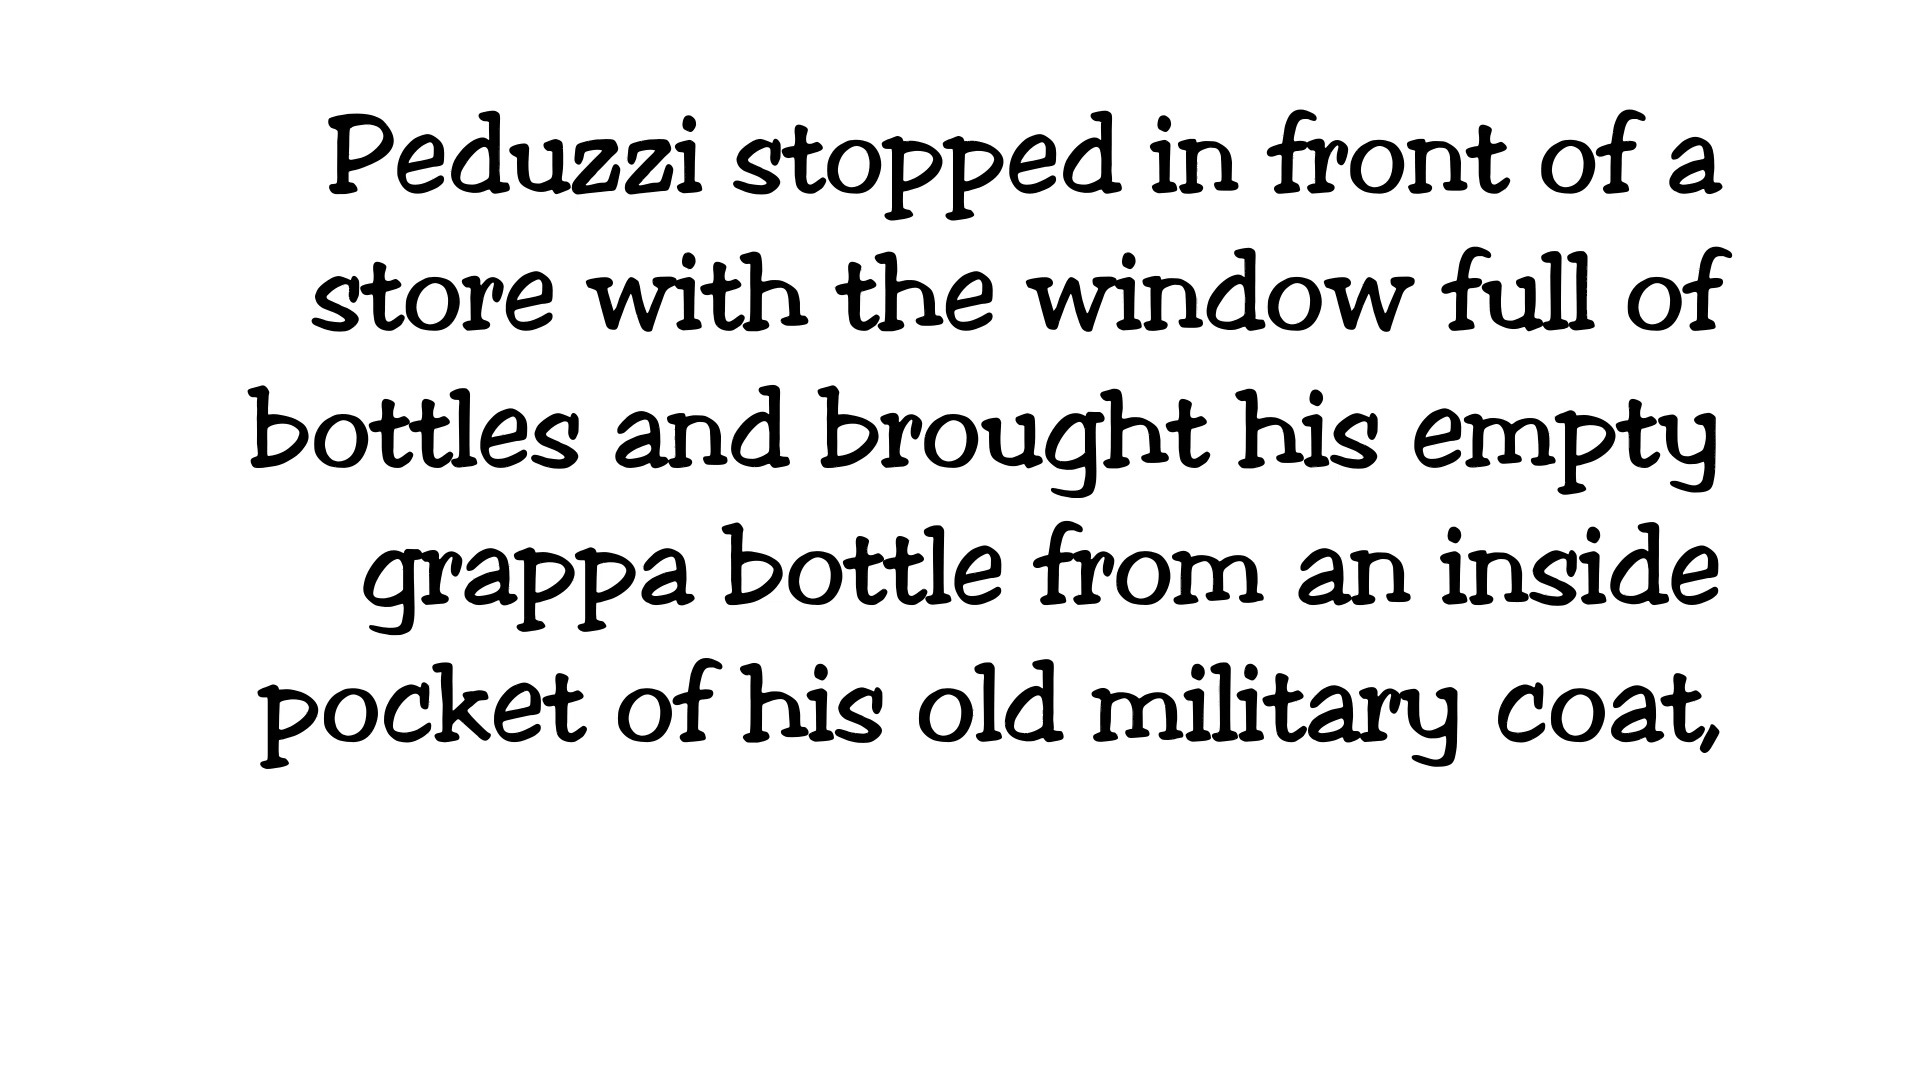 Peduzzi stopped in front of a
store with the window full of
bottles and brought his empty
grappa bottle from an inside
pocket of his old military coat,